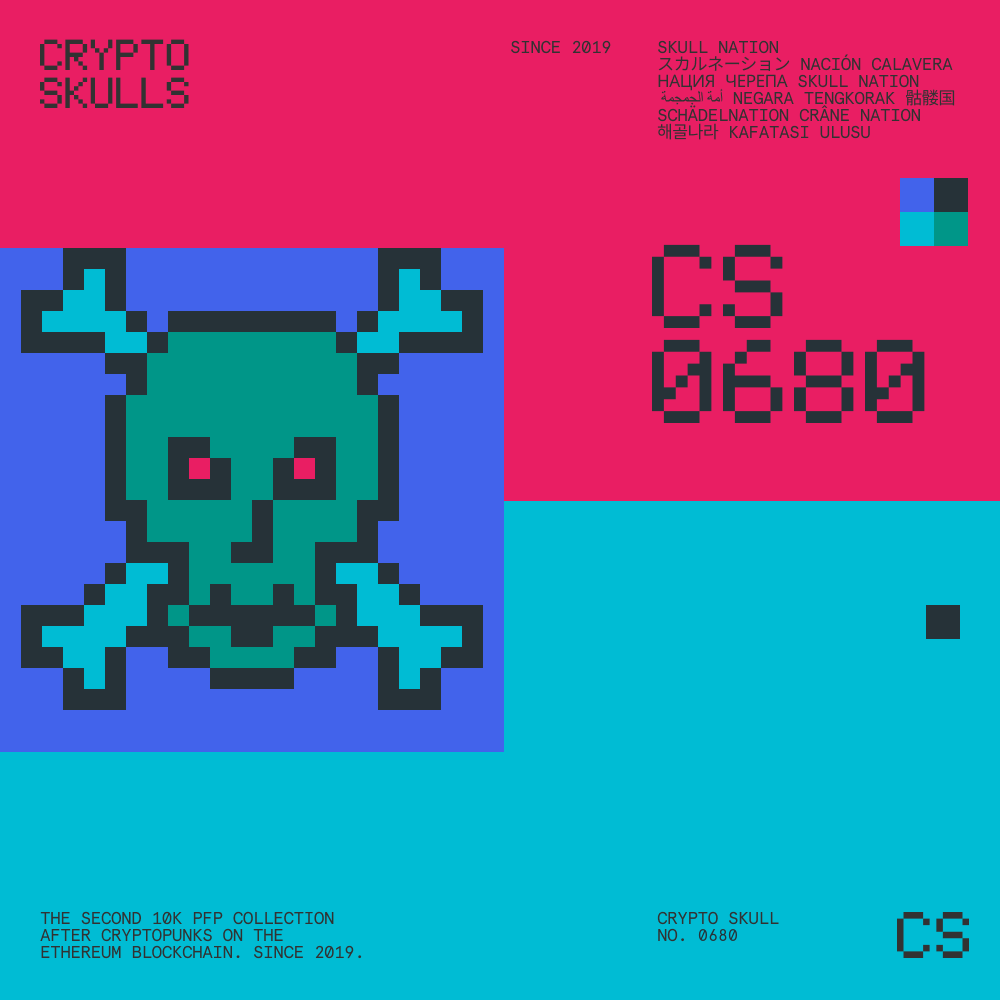 CRYPTO
SKULLS
SINCE 2019
SKULL NATION
スカルネーション NACIÓN CALAVERA
НАЦИЯ ЧЕРЕПА SKULL NATION
أمة الجمجمة NEGARA TENGKORAK 骷髅国
SCHÄDELNATION CRÂNE NATION
해골나라 KAFATASI ULUSU
CS
0680
THE SECOND 10K PFP COLLECTION
AFTER CRYPTOPUNKS ON THE
ETHEREUM BLOCKCHAIN. SINCE 2019.
CRYPTO SKULL
NO. 0680
CS